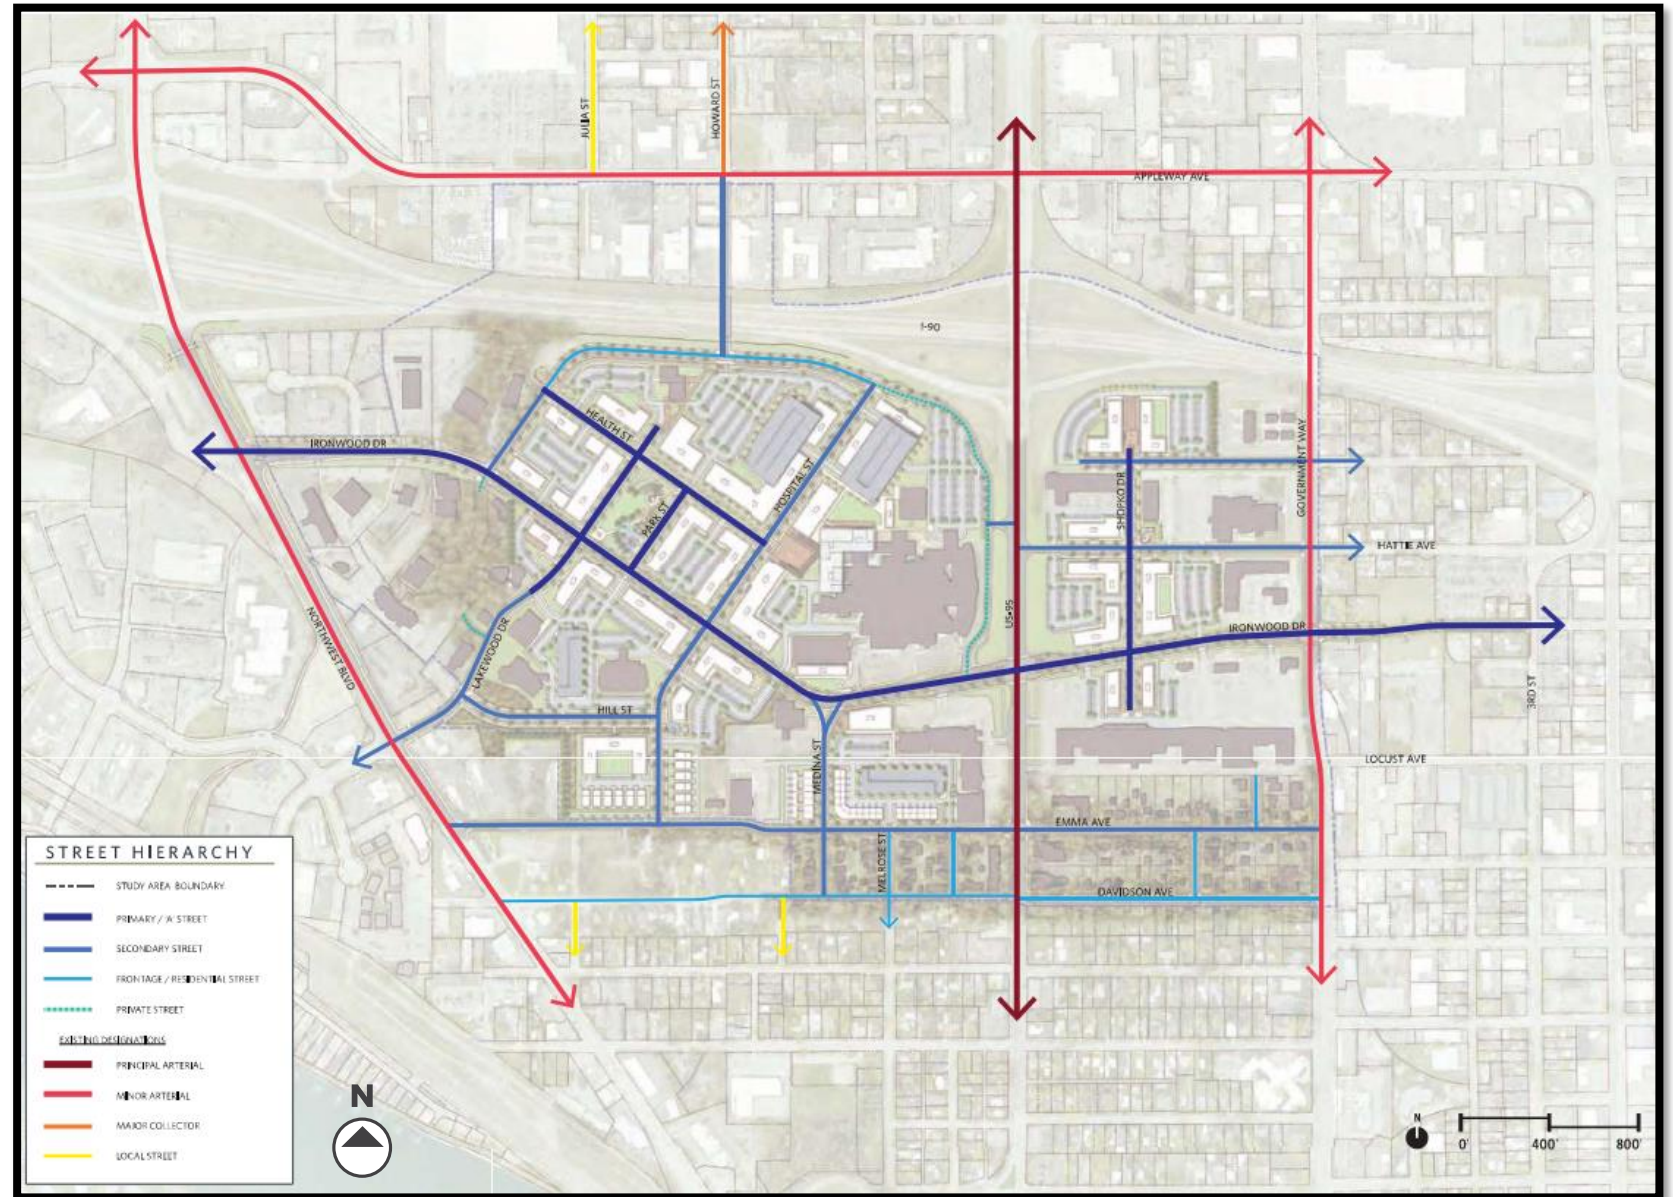 JULIA ST
HOWARD ST
APPLEWAY AVE
I-90
IRONWOOD DR
HEALTH ST
HOSPITAL ST
PARK ST
SHOPKO DR
GOVERNMENT WAY
HATTIE AVE
US-95
IRONWOOD DR
NORTHWEST BLVD
LAKEWOOD DR
HILL ST
MEDINA ST
3RD ST
LOCUST AVE
EMMA AVE
MELROSE ST
DAVIDSON AVE
STREET HIERARCHY
STUDY AREA BOUNDARY
PRIMARY / 'A' STREET
SECONDARY STREET
FRONTAGE / RESIDENTIAL STREET
PRIVATE STREET
EXISTING DESIGNATIONS
PRINCIPAL ARTERIAL
MINOR ARTERIAL
MAJOR COLLECTOR
LOCAL STREET
N
N
0' 400' 800'